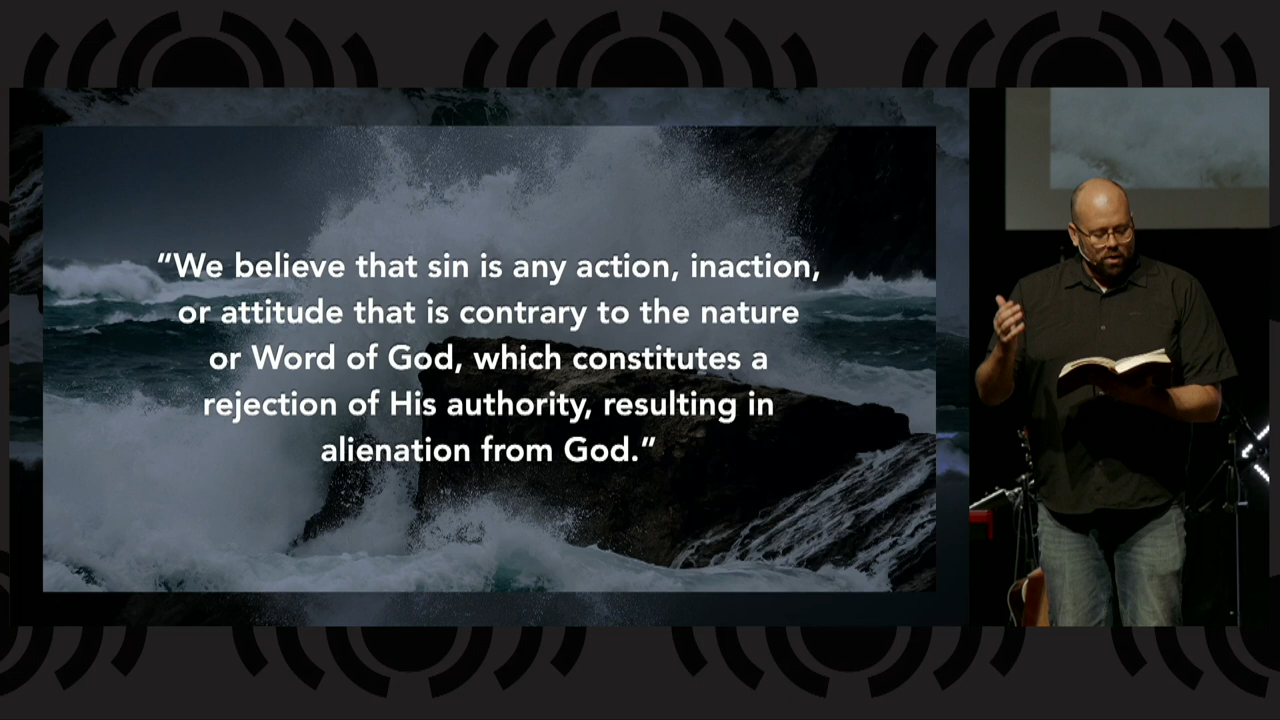 “We believe that sin is any action, inaction,
or attitude that is contrary to the nature
or Word of God, which constitutes a
rejection of His authority, resulting in
alienation from God.”